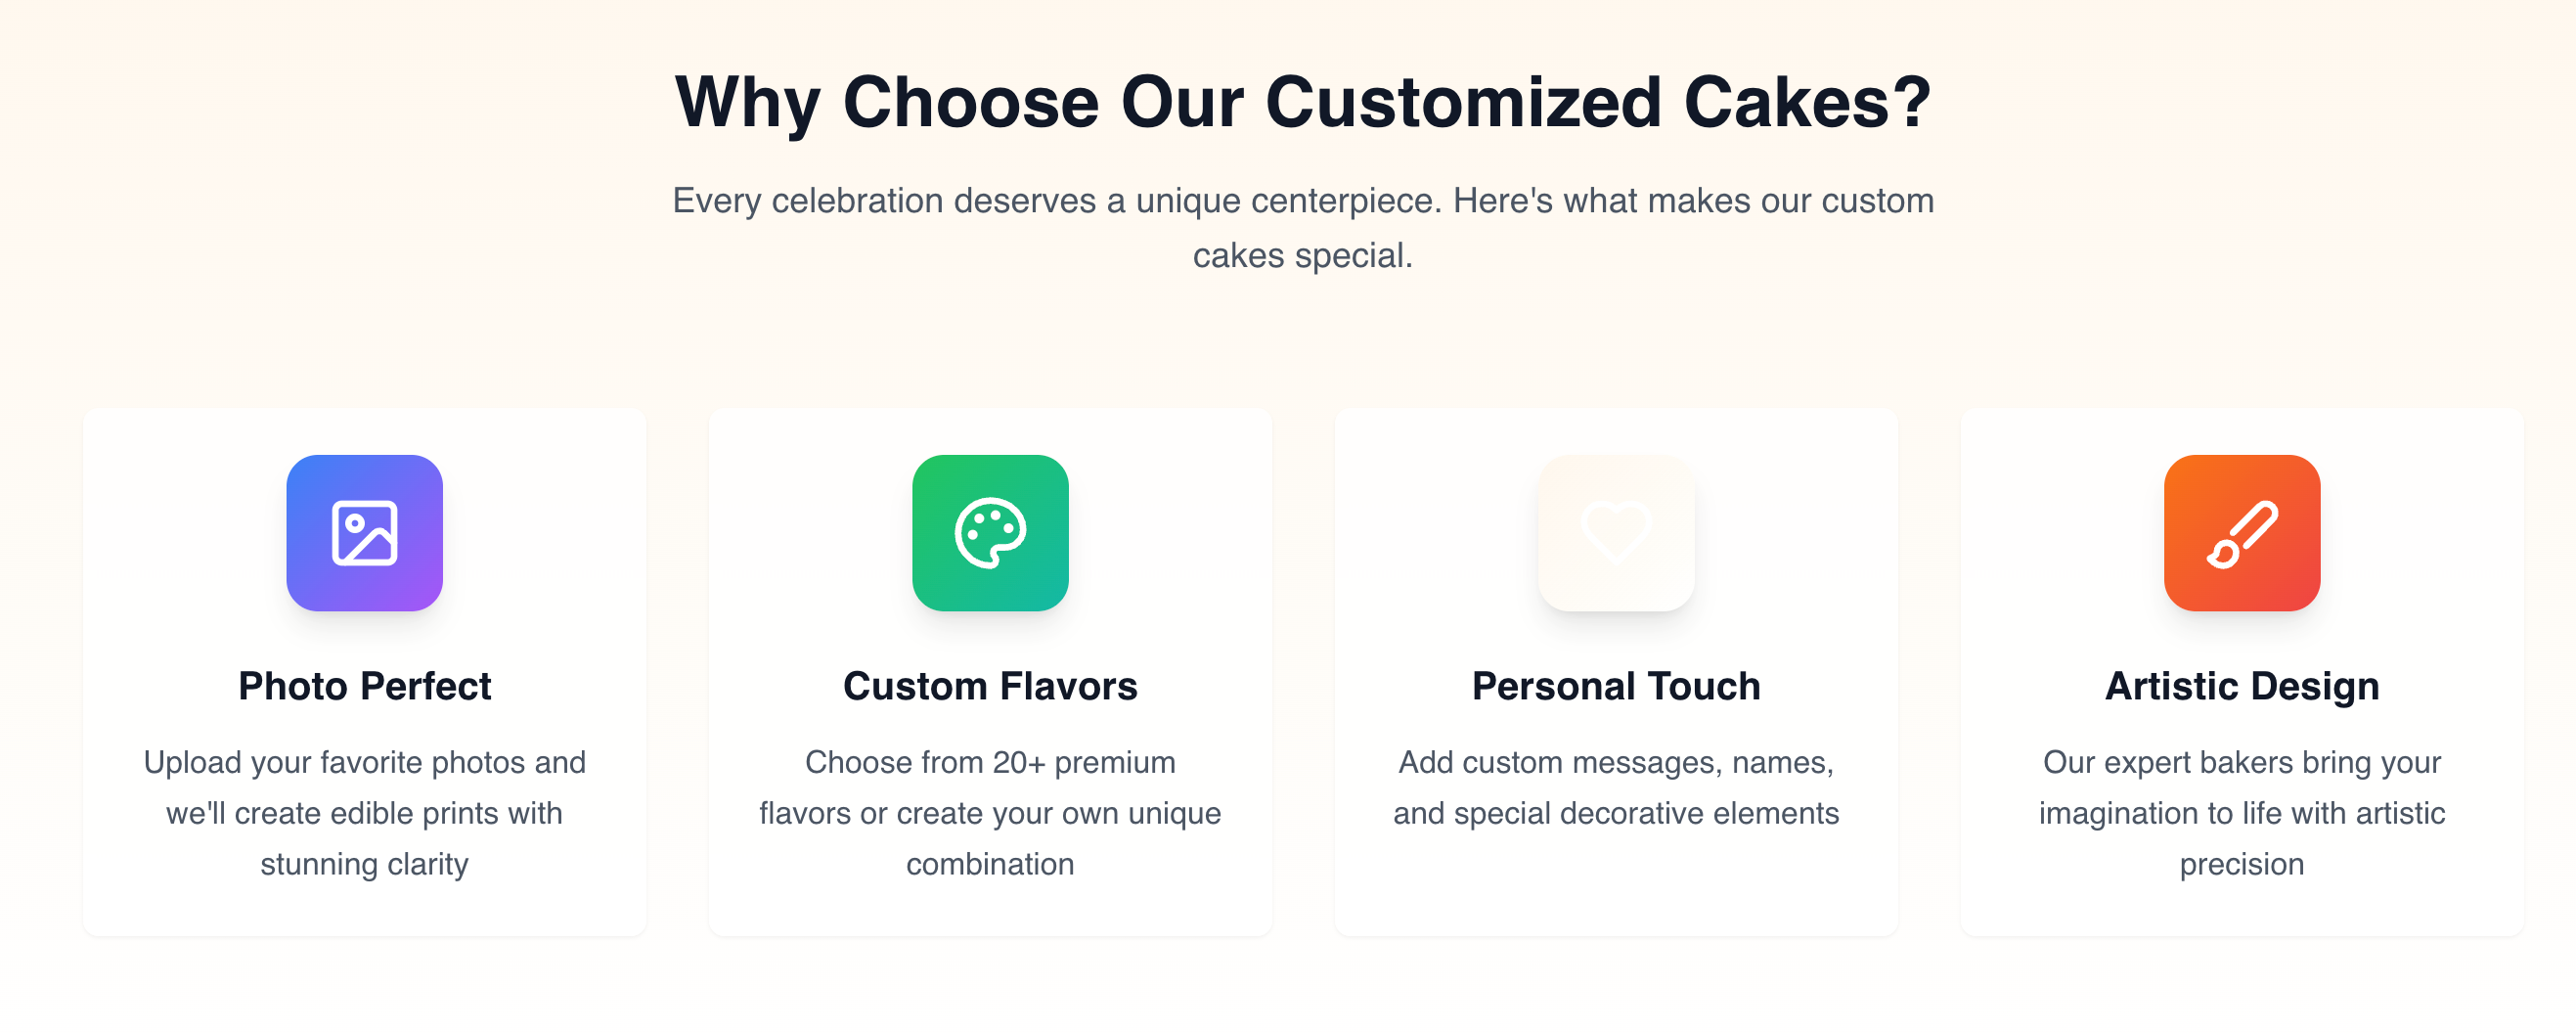 Why Choose Our Customized Cakes?
Every celebration deserves a unique centerpiece. Here's what makes our custom
cakes special.
Photo Perfect
Upload your favorite photos and
we'll create edible prints with
stunning clarity
Custom Flavors
Choose from 20+ premium
flavors or create your own unique
combination
Personal Touch
Add custom messages, names,
and special decorative elements
Artistic Design
Our expert bakers bring your
imagination to life with artistic
precision